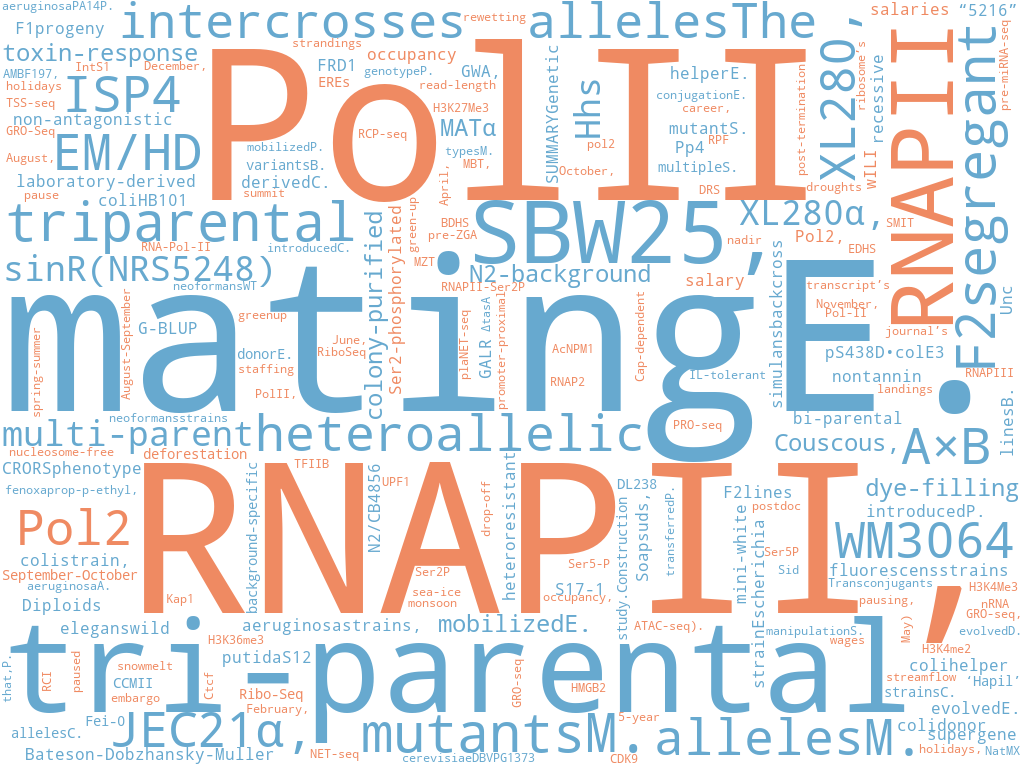 aeruginosaPA14P.
intercrosses
rewetting
allelesThe
,
salaries
“5216”
F1progeny
strandings
toxin-response
IntS1
December,
Pol II
FRD1
occupancy
genotypeP.
GWA,
EREs
read-length
AMBF197,
holidays
ISP4
TSS-seq
non-antagonistic
GRO-Seq
H3K27Me3
RCP-seq
MATα
SUMMARYGenetic
Hhs
helperE.
conjugationE.
career,
mutantS.
Pp4
RPF
pol2
multipleS.
post-termination
XL280
ribosome’s
recessive
WILI
RNAPII
F2segregant
pre-miRNA-seq
August,
EM/HD
mobilizedP.
variantsB.
derivedC.
typesM.
MBT,
October,
April,
laboratory-derived
pause
coliHB101
summit
DRS
droughts
triparental
RNA-Pol-II
introducedC.
colony-purified
Ser2-phosphorylated
green-up
BDHS
pre-ZGA
MZT
SBW25,
XL280α,
SMIT
nadir
Pol2,
EDHS
sinR(NRS5248)
neoformansWT
N2-background
RNAPII-Ser2P
salary
simulansbackcross
transcript’s
November,
Pol-II
journal’s
Unc
matingE.
spring-summer
August-September
G-BLUP
greenup
donorE.
staffing
June,
RiboSeq
PolII,
plaNET-seq
GALR ΔtasA
promoter-proximal
AcNPM1
RNAP2
Cap-dependent
IL-tolerant
pS438D•colE3
nontannin
landings
RNAPIII
linesB.
neoformansstrains
bi-parental
multi-parent
heteroallelic
PRO-seq
Couscous,
A×B
nucleosome-free
deforestation
CRORSphenotype
TFIIB
fenoxaprop-p-ethyl,
RNAPII,
background-specific
N2/CB4856
UPF1
drop-off
heteroresistant
DL238
F2lines
postdoc
dye-filling
introducedP.
Pol2
colistrain,
September-October
aeruginosaA.
Diploids
Kap1
Ser2P
sea-ice
monsoon
Ser5-P
S17-1
occupancy,
study.Construction
Soapsuds,
transferredP.
mini-white
strainEscherichia
Ser5P
Sid
WM3064
fluorescensstrains
Transconjugants
H3K4Me3
pausing,
nRNA
GRO-seq,
eleganswild
aeruginosastrains,
mobilizedE.
ATAC-seq).
manipulationS.
wages
May)
evolvedD.
H3K4me2
H3K36me3
tri-parental
that,P.
RCI
paused
snowmelt
CCMII
embargo
putidaS12
Ctcf
Ribo-Seq
February,
GRO-seq
HMGB2
colihelper
streamflow
‘Hapil’
strainsC.
evolvedE.
Fei-0
5-year
allelesC.
JEC21α,
mutantsM.
allelesM.
colidonor
supergene
Bateson-Dobzhansky-Muller
NET-seq
cerevisiaeDBVPG1373
CDK9
holidays,
NatMX